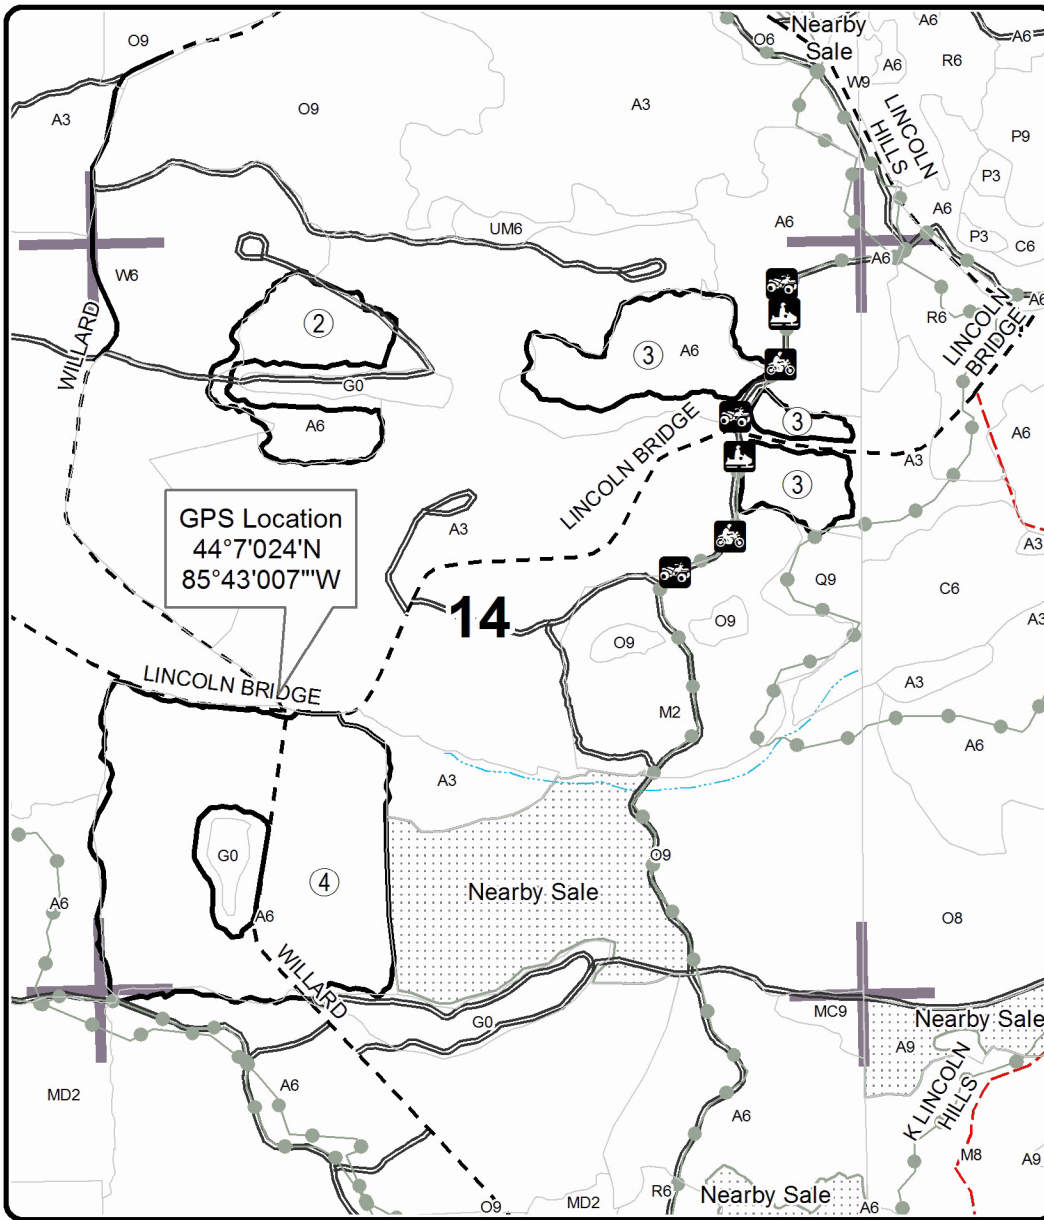 Nearby
Sale
A6
A6
O9
O6
R6
A6
W9
O9
A3
A3
LINCOLN
HILLS
P9
P3
A6
A6
P3
C6
UM6
A6
W6
A6
R6
LINCOLN
BRIDGE
WILLARD
2
3
A6
G0
A6
3
A6
LINCOLN BRIDGE
A3
3
GPS Location
44°7'024'N
85°43'007'"W
A3
A3
Q9
C6
14
O9
O9
A3
LINCOLN BRIDGE
A3
M2
A6
A3
G0
O9
4
Nearby Sale
A6
A6
O8
WILLARD
G0
MC9
Nearby Sale
A9
K LINCOLN
HILLS
MD2
A6
A6
M8
A9
R6
Nearby Sale
O9
MD2
A6